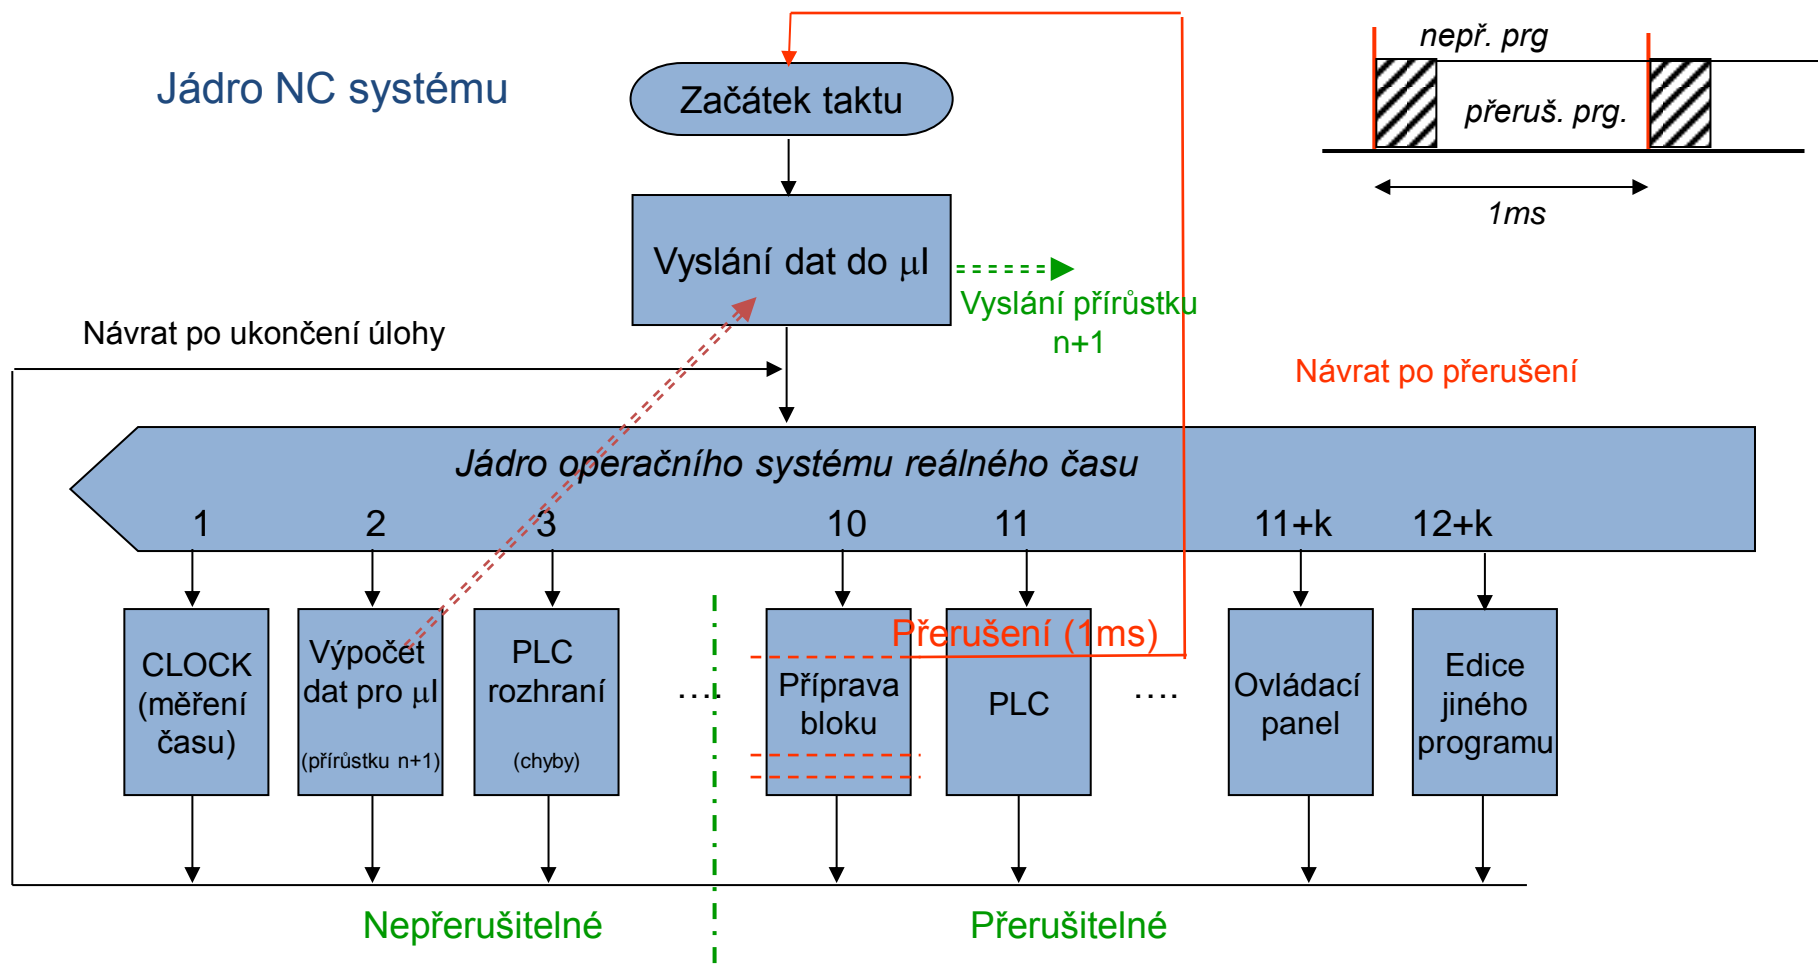 Jádro NC systému
Začátek taktu
nepř. prg
přeruš. prg.
1ms
Vyslání dat do μI
Vyslání přírůstku
n+1
Návrat po ukončení úlohy
Návrat po přerušení
Jádro operačního systému reálného času
1 2 3 10 11 11+k 12+k
CLOCK
(měření
času)
Výpočet
dat pro μI
(přírůstku n+1)
PLC
rozhraní
(chyby)
....
Přerušení (1ms)
Příprava
bloku
PLC
....
Ovládací
panel
Edice
jiného
programu
Nepřerušitelné
Přerušitelné